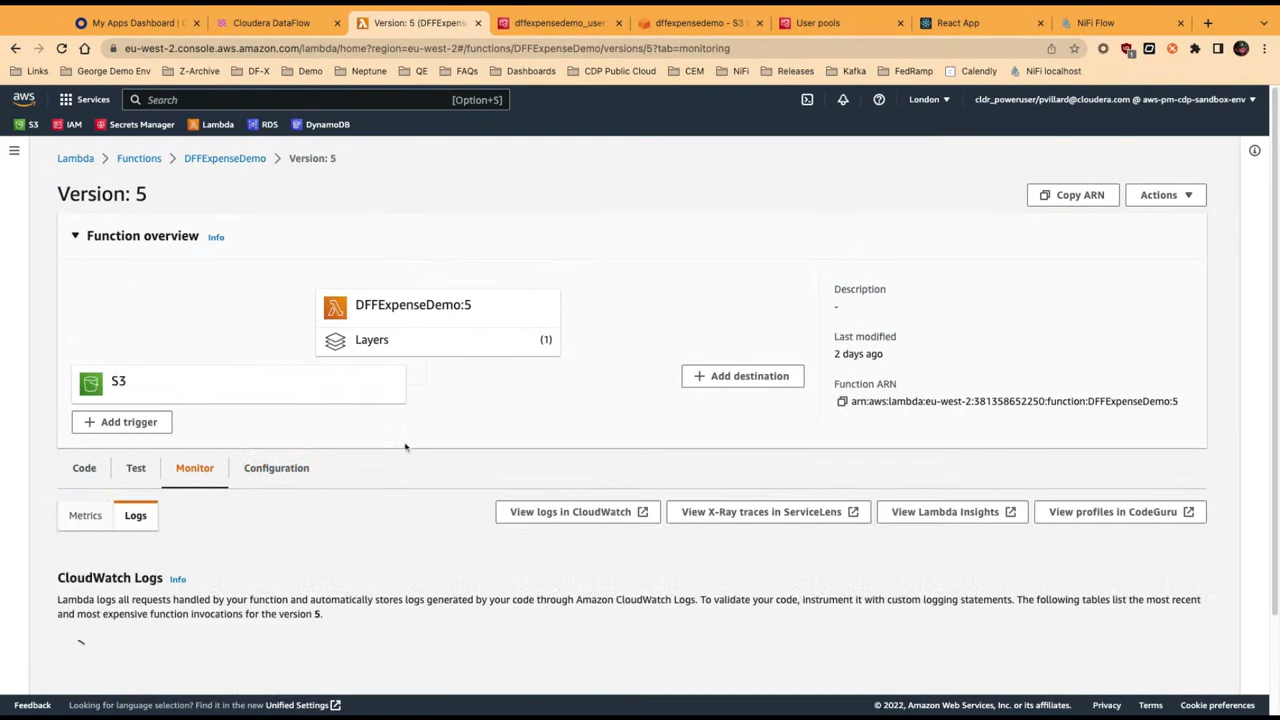 My Apps Dashboard | C
Cloudera DataFlow
Version: 5 (DFFExpense
dffexpensedemo_user
dffexpensedemo - S3 b
User pools
React App
NiFi Flow
eu-west-2.console.aws.amazon.com/lambda/home?region=eu-west-2#/functions/DFFExpenseDemo/versions/5?tab=monitoring
Links
George Demo Env
Z-Archive
DF-X
Demo
Neptune
QE
FAQs
Dashboards
CDP Public Cloud
CEM
NiFi
Releases
Kafka
FedRamp
Calendly
NiFi localhost
aws
Services
Search
[Option+S]
London
cldr_poweruser/pvillard@cloudera.com @ aws-pm-cdp-sandbox-env
S3
IAM
Secrets Manager
Lambda
RDS
DynamoDB
Lambda > Functions > DFFExpenseDemo > Version: 5
Version: 5
Copy ARN
Actions
Function overview Info
DFFExpenseDemo:5
Layers (1)
S3
+ Add trigger
+ Add destination
Description
-
Last modified
2 days ago
Function ARN
arn:aws:lambda:eu-west-2:381358652250:function:DFFExpenseDemo:5
Code
Test
Monitor
Configuration
Metrics
Logs
View logs in CloudWatch
View X-Ray traces in ServiceLens
View Lambda Insights
View profiles in CodeGuru
CloudWatch Logs Info
Lambda logs all requests handled by your function and automatically stores logs generated by your code through Amazon CloudWatch Logs. To validate your code, instrument it with custom logging statements. The following tables list the most recent
and most expensive function invocations for the version 5.
Feedback
Looking for language selection? Find it in the new Unified Settings
© 2022, Amazon Web Services, Inc. or its affiliates.
Privacy
Terms
Cookie preferences